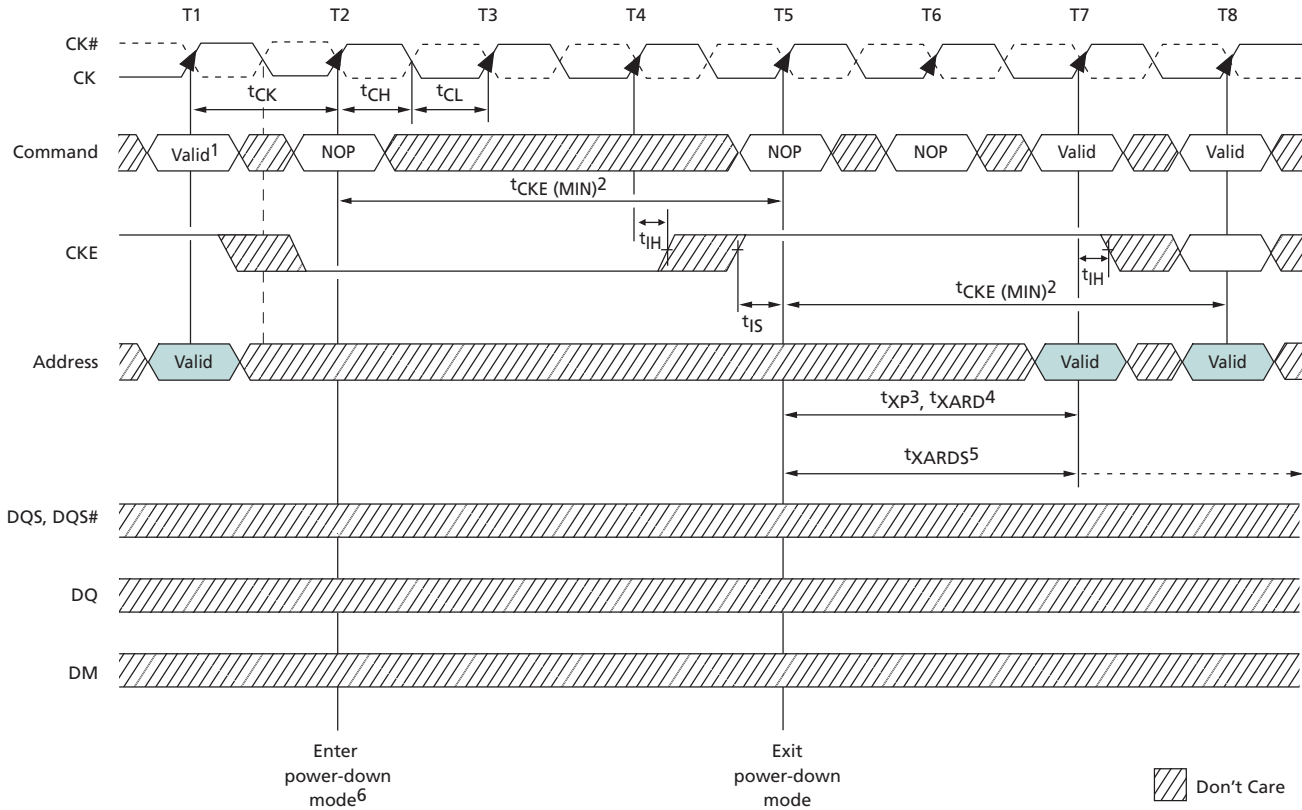 T1 T2 T3 T4 T5 T6 T7 T8
CK#
CK
tCK tCH tCL
Command Valid1 NOP NOP NOP Valid Valid
tCKE (MIN)2
CKE tIH tIH
tCKE (MIN)2
tIS
Address Valid Valid Valid
tXP3, tXARD4
tXARDS5
DQS, DQS#
DQ
DM
Enter
power-down
mode6
Exit
power-down
mode
Don't Care